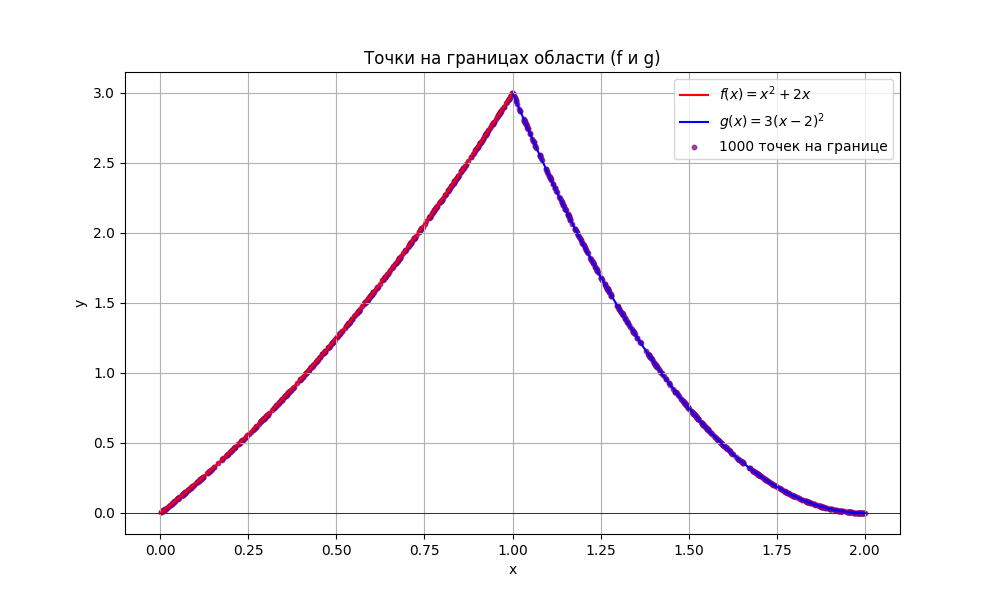 Точки на границах области (f и g)
f(x) = x² + 2x
g(x) = 3(x − 2)²
1000 точек на границе
3.0
2.5
2.0
1.5
1.0
0.5
0.0
y
0.00 0.25 0.50 0.75 1.00 1.25 1.50 1.75 2.00
x